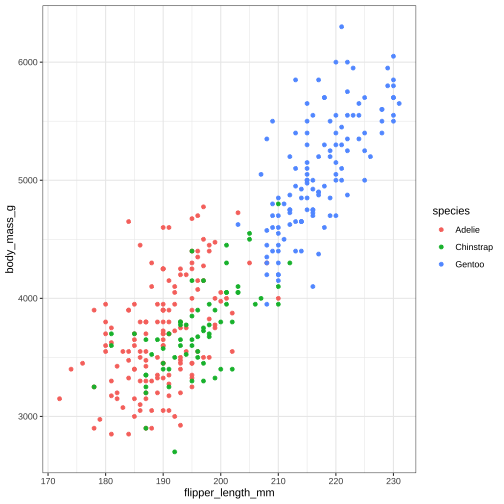 6000
5000
4000
3000
body_mass_g
170
180
190
200
210
220
230
flipper_length_mm
species
Adelie
Chinstrap
Gentoo